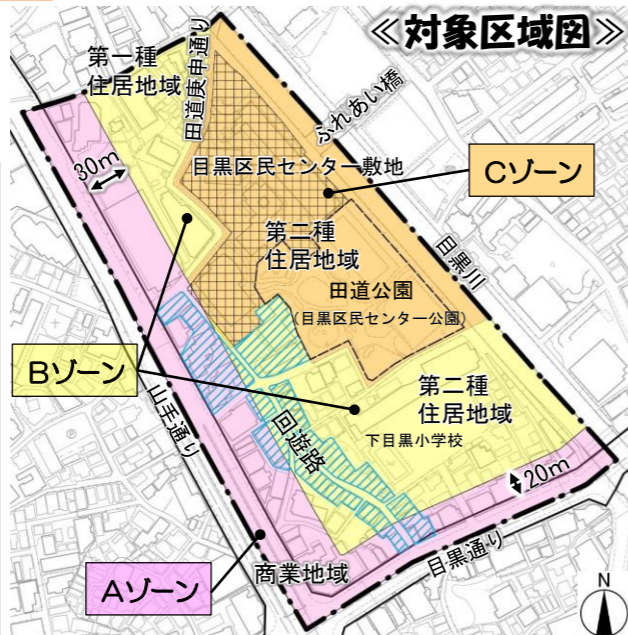 ≪対象区域図≫
第一種
住居地域
田道庚申通り
ふれあい橋
30m
目黒区民センター敷地
Cゾーン
第二種
住居地域
目黒川
田道公園
(目黒区民センター公園)
Bゾーン
第二種
住居地域
山手通り
回遊路
下目黒小学校
20m
目黒通り
Aゾーン
商業地域
N